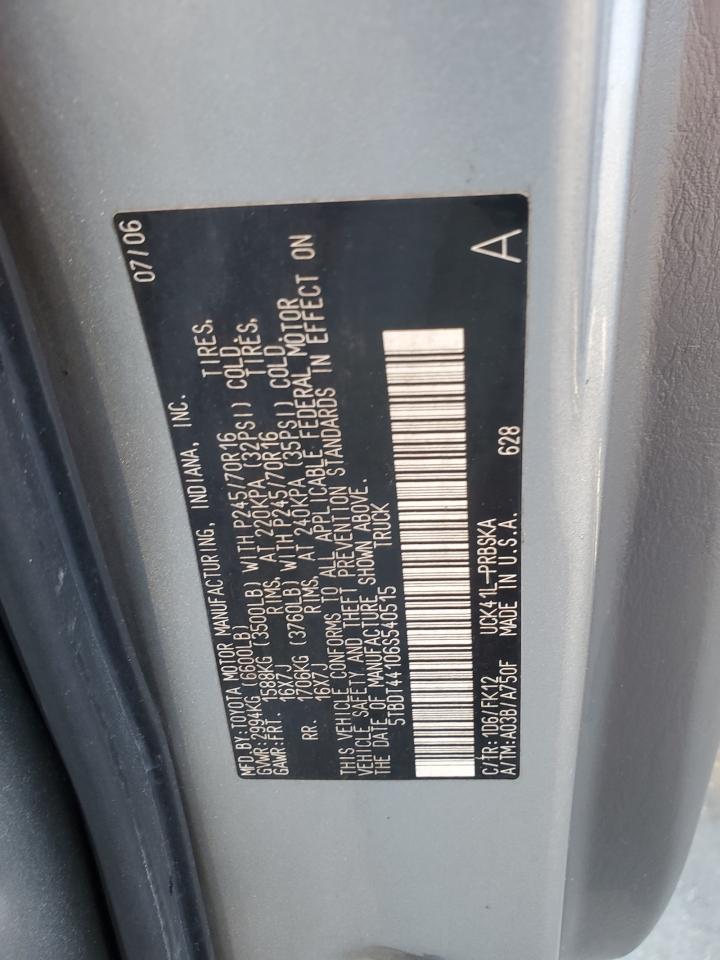 MFD. BY: TOYOTA MOTOR MANUFACTURING, INDIANA, INC. 07/06
GVWR: 2994KG (6600LB)
GAWR: FRT. 1588KG (3500LB) WITH P245/70R16 TIRES,
16X7J RIMS, AT 220KPA (32PSI) COLD.
RR. 1706KG (3760LB) WITH P245/70R16 TIRES,
16X7J RIMS, AT 240KPA (35PSI) COLD.
THIS VEHICLE CONFORMS TO ALL APPLICABLE FEDERAL MOTOR
VEHICLE SAFETY AND THEFT PREVENTION STANDARDS IN EFFECT ON
THE DATE OF MANUFACTURE SHOWN ABOVE.
5TBDT44106S540515 TRUCK
C/TR: 1D6/FK12 UCK41L-PRBSKA
A/TM: A03B/A750F MADE IN U.S.A. 628 A